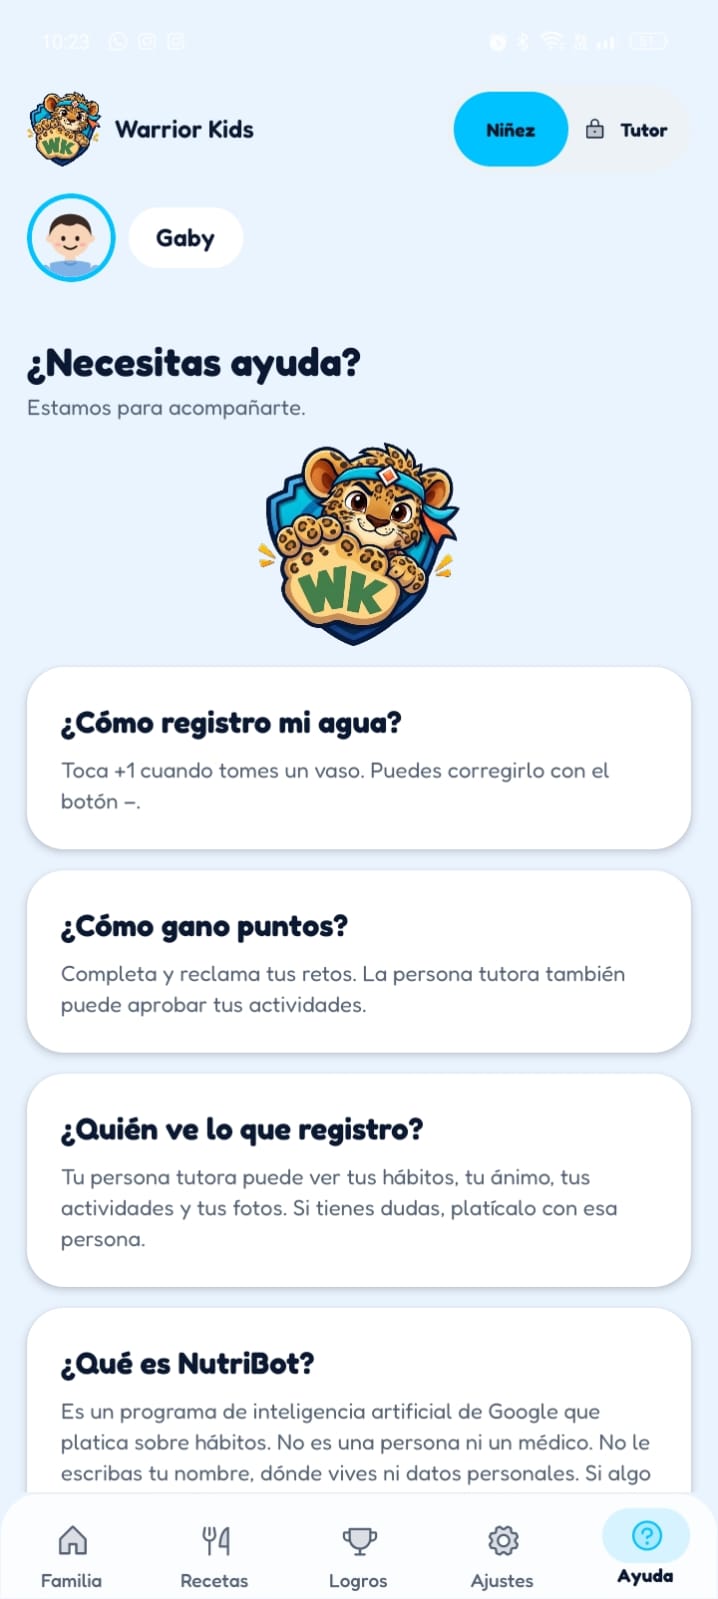 10:23
Warrior Kids
Niñez
Tutor
Gaby
¿Necesitas ayuda?
Estamos para acompañarte.
WK
¿Cómo registro mi agua?
Toca +1 cuando tomes un vaso. Puedes corregirlo con el
botón –.
¿Cómo gano puntos?
Completa y reclama tus retos. La persona tutora también
puede aprobar tus actividades.
¿Quién ve lo que registro?
Tu persona tutora puede ver tus hábitos, tu ánimo, tus
actividades y tus fotos. Si tienes dudas, platícalo con esa
persona.
¿Qué es NutriBot?
Es un programa de inteligencia artificial de Google que
platica sobre hábitos. No es una persona ni un médico. No le
escribas tu nombre, dónde vives ni datos personales. Si algo
Familia
Recetas
Logros
Ajustes
Ayuda